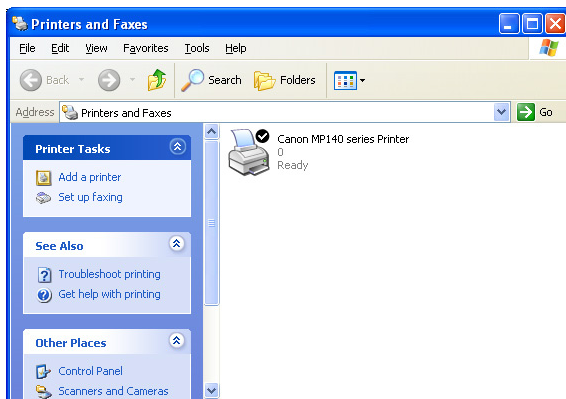 Printers and Faxes
File Edit View Favorites Tools Help
Back Search Folders
Address Printers and Faxes Go
Printer Tasks
Add a printer
Set up faxing
See Also
Troubleshoot printing
Get help with printing
Other Places
Control Panel
Scanners and Cameras
Canon MP140 series Printer
0
Ready